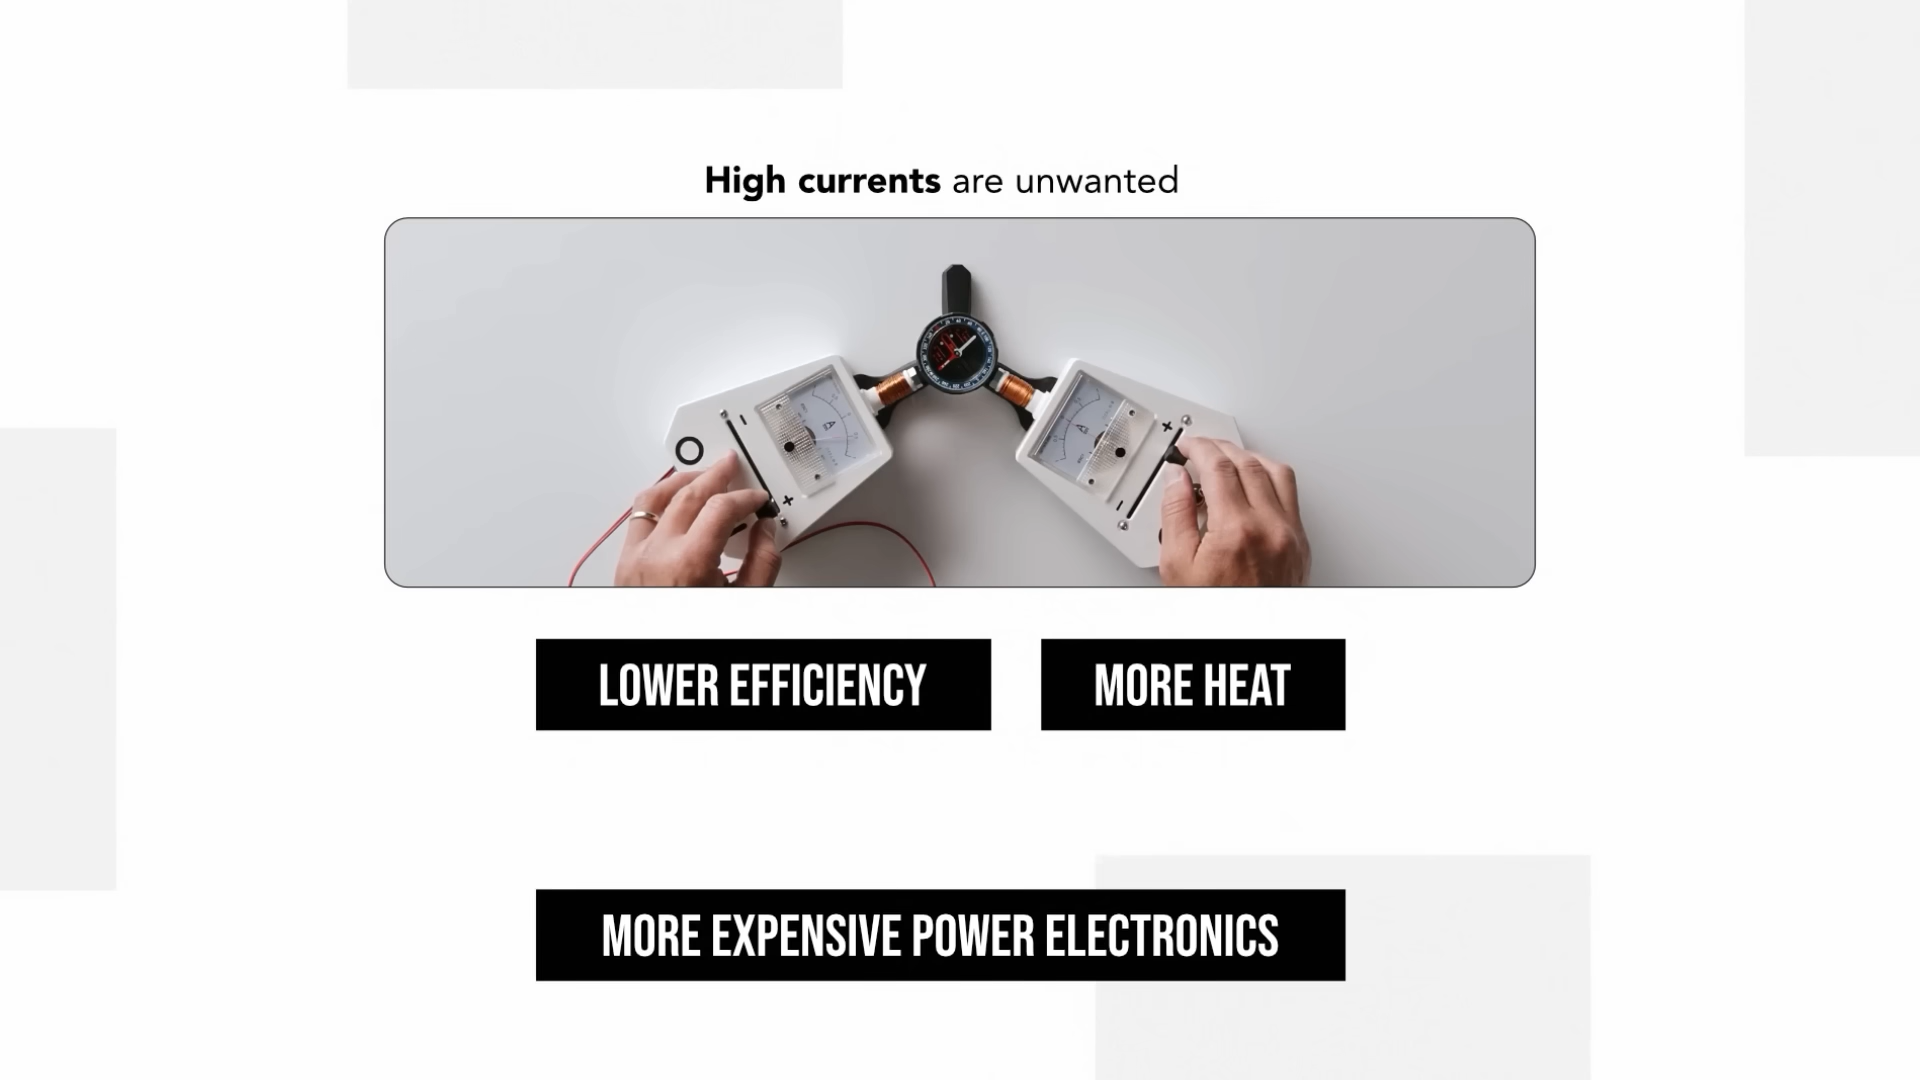 High currents are unwanted
A
A
LOWER EFFICIENCY
MORE HEAT
MORE EXPENSIVE POWER ELECTRONICS